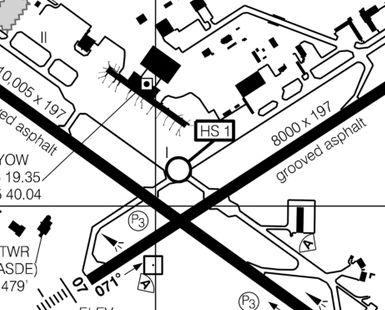 II
10,005 x 197
ved asphalt
HS 1
8000 x 197
grooved asphalt
YOW
19.35
40.04
I
P3
TWR
(ASDE)
479'
07
071°
A
A
P3
ELEV